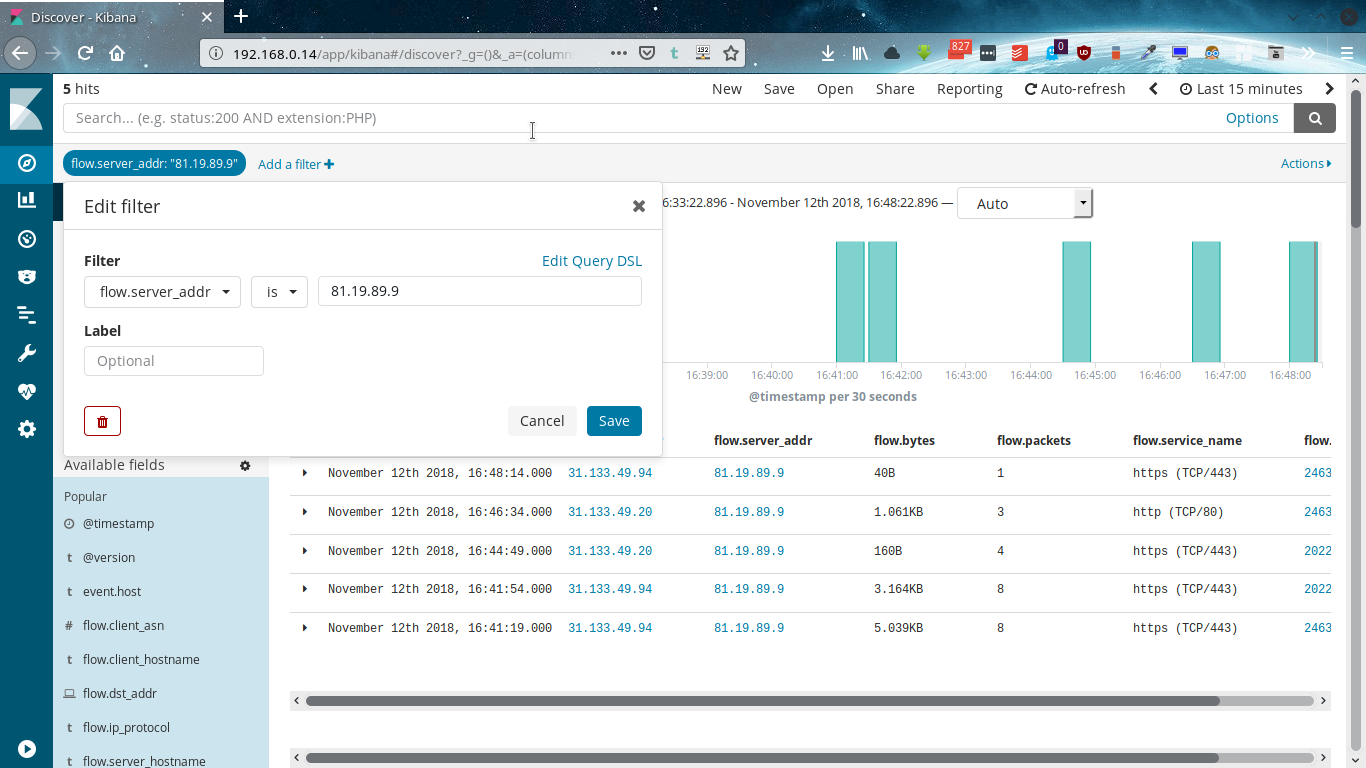 Discover - Kibana
192.168.0.14/app/kibana#/discover?_g=()&_a=(column
827
0
5 hits
New Save Open Share Reporting Auto-refresh Last 15 minutes
Search... (e.g. status:200 AND extension:PHP) Options
flow.server_addr: "81.19.89.9" Add a filter Actions
Edit filter
6:33:22.896 - November 12th 2018, 16:48:22.896 — Auto
Filter Edit Query DSL
flow.server_addr is 81.19.89.9
Label
Optional
Cancel Save
16:39:00 16:40:00 16:41:00 16:42:00 16:43:00 16:44:00 16:45:00 16:46:00 16:47:00 16:48:00
@timestamp per 30 seconds
flow.server_addr flow.bytes flow.packets flow.service_name flow.
November 12th 2018, 16:48:14.000 31.133.49.94 81.19.89.9 40B 1 https (TCP/443) 2463
November 12th 2018, 16:46:34.000 31.133.49.20 81.19.89.9 1.061KB 3 http (TCP/80) 2463
November 12th 2018, 16:44:49.000 31.133.49.20 81.19.89.9 160B 4 https (TCP/443) 2022
November 12th 2018, 16:41:54.000 31.133.49.94 81.19.89.9 3.164KB 8 https (TCP/443) 2022
November 12th 2018, 16:41:19.000 31.133.49.94 81.19.89.9 5.039KB 8 https (TCP/443) 2463
Available fields
Popular
@timestamp
t @version
t event.host
# flow.client_asn
t flow.client_hostname
flow.dst_addr
t flow.ip_protocol
t flow.server_hostname